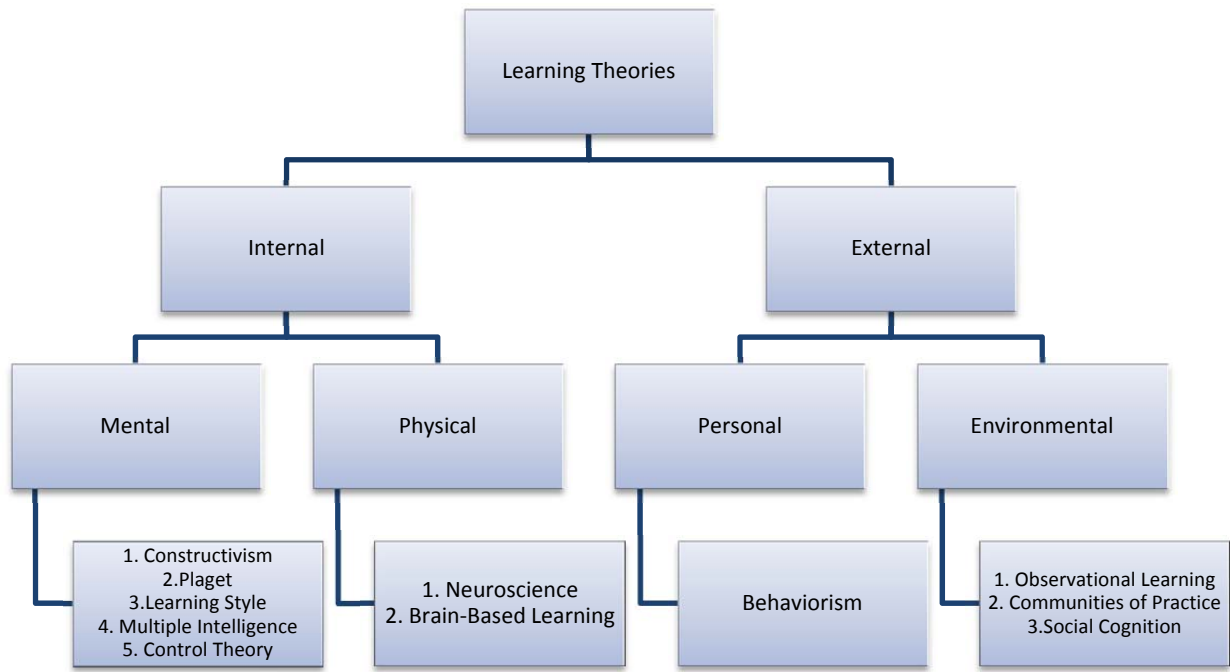 Learning Theories
Internal
External
Mental
Physical
Personal
Environmental
1. Constructivism
2.Plaget
3.Learning Style
4. Multiple Intelligence
5. Control Theory
1. Neuroscience
2. Brain-Based Learning
Behaviorism
1. Observational Learning
2. Communities of Practice
3.Social Cognition